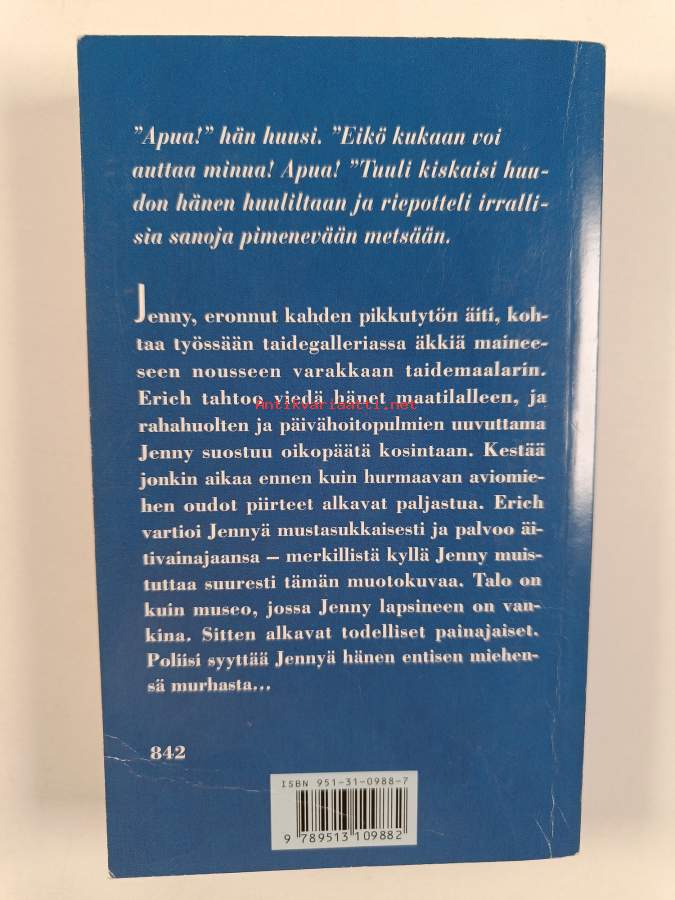 ”Apua!” hän huusi. ”Eikö kukaan voi
auttaa minua! Apua! ”Tuuli kiskaisi huu-
don hänen huuliltaan ja riepotteli irralli-
sia sanoja pimenevään metsään.
Jenny, eronnut kahden pikkutytön äiti, koh-
taa työssään taidegalleriassa äkkiä mainee-
seen nousseen varakkaan taidemaalarin.
Erich tahtoo viedä hänet maatilalleen, ja
Antikvariaatti.net
rahahuolten ja päivähoitopulmien uuvuttama
Jenny suostuu oikopäätä kosintaan. Kestää
jonkin aikaa ennen kuin hurmaavan aviomie-
hen oudot piirteet alkavat paljastua. Erich
vartioi Jennyä mustasukkaisesti ja palvoo äi-
tivainajaansa – merkillistä kyllä Jenny muis-
tuttaa suuresti tämän muotokuvaa. Talo on
kuin museo, jossa Jenny lapsineen on van-
kina. Sitten alkavat todelliset painajaiset.
Poliisi syyttää Jennyä hänen entisen miehen-
sä murhasta...
842
ISBN 951-31-0988-7
9 789513 109882